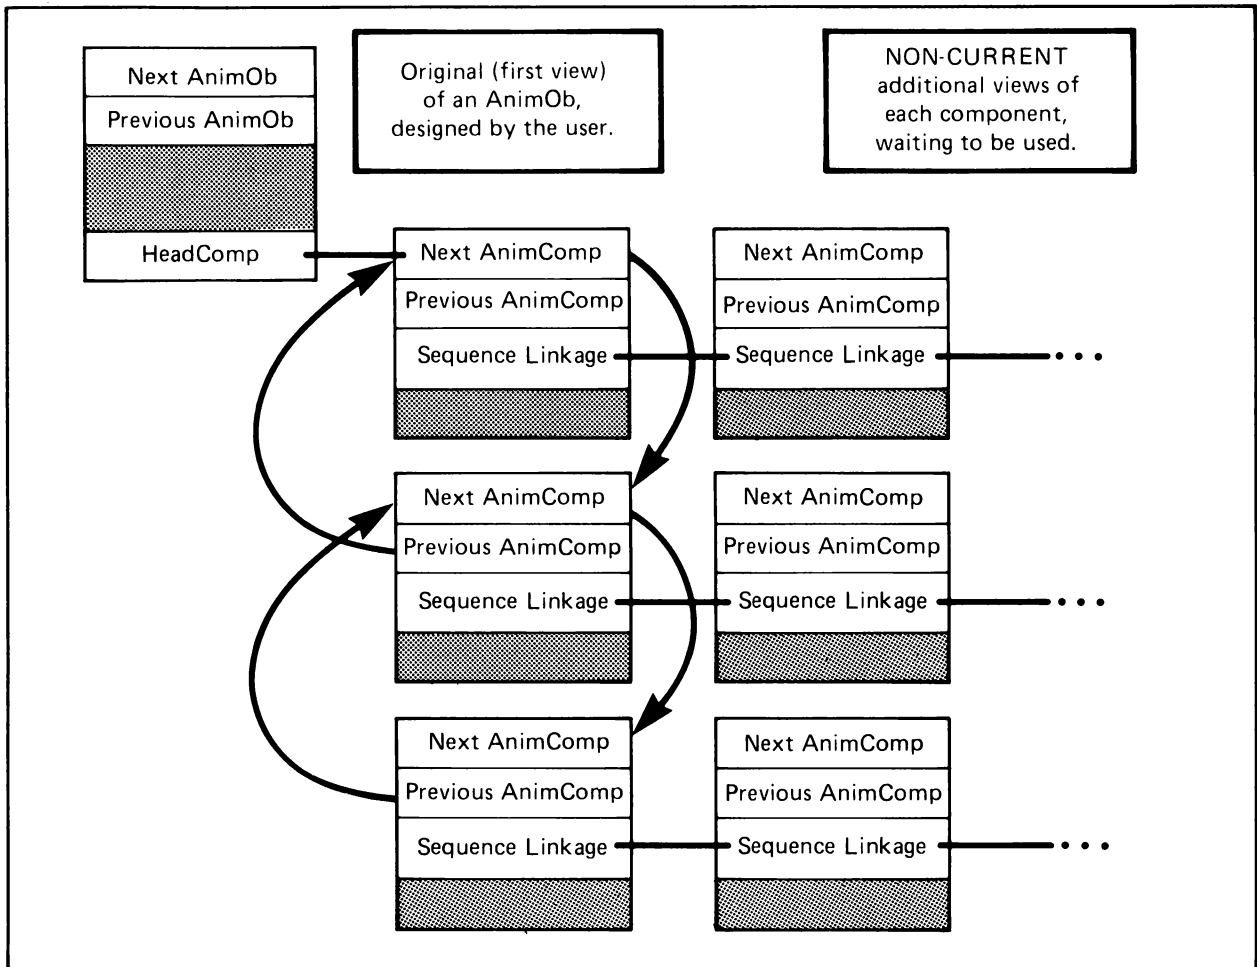 Next AnimOb
Previous AnimOb
HeadComp
Original (first view)
of an AnimOb,
designed by the user.
NON-CURRENT
additional views of
each component,
waiting to be used.
Next AnimComp
Previous AnimComp
Sequence Linkage
Next AnimComp
Previous AnimComp
Sequence Linkage
...
Next AnimComp
Previous AnimComp
Sequence Linkage
Next AnimComp
Previous AnimComp
Sequence Linkage
...
Next AnimComp
Previous AnimComp
Sequence Linkage
Next AnimComp
Previous AnimComp
Sequence Linkage
...